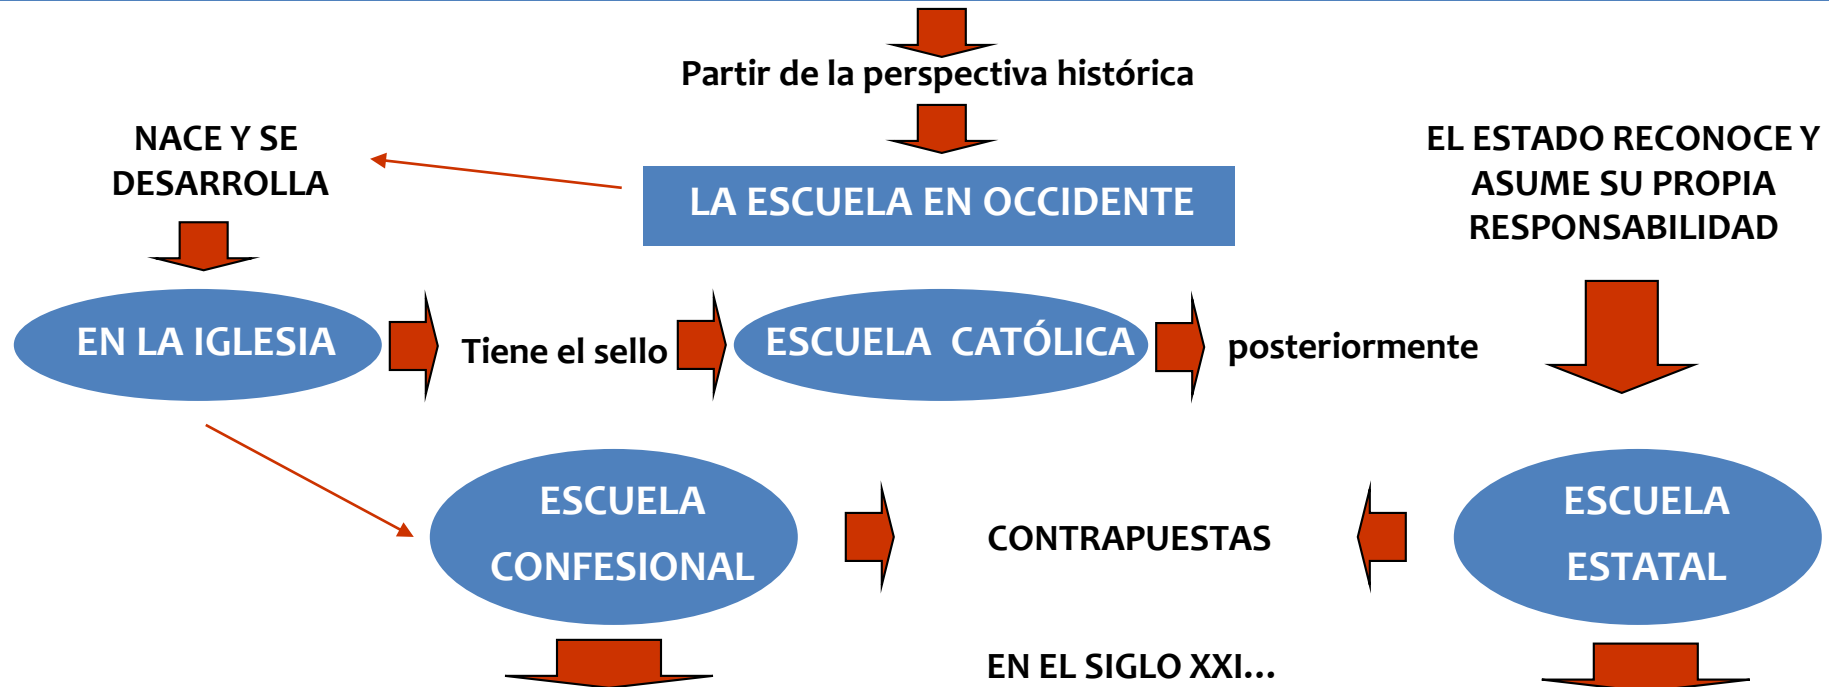 Partir de la perspectiva histórica
NACE Y SE
DESARROLLA
LA ESCUELA EN OCCIDENTE
EL ESTADO RECONOCE Y
ASUME SU PROPIA
RESPONSABILIDAD
EN LA IGLESIA
Tiene el sello
ESCUELA CATÓLICA
posteriormente
ESCUELA
CONFESIONAL
CONTRAPUESTAS
ESCUELA
ESTATAL
EN EL SIGLO XXI...